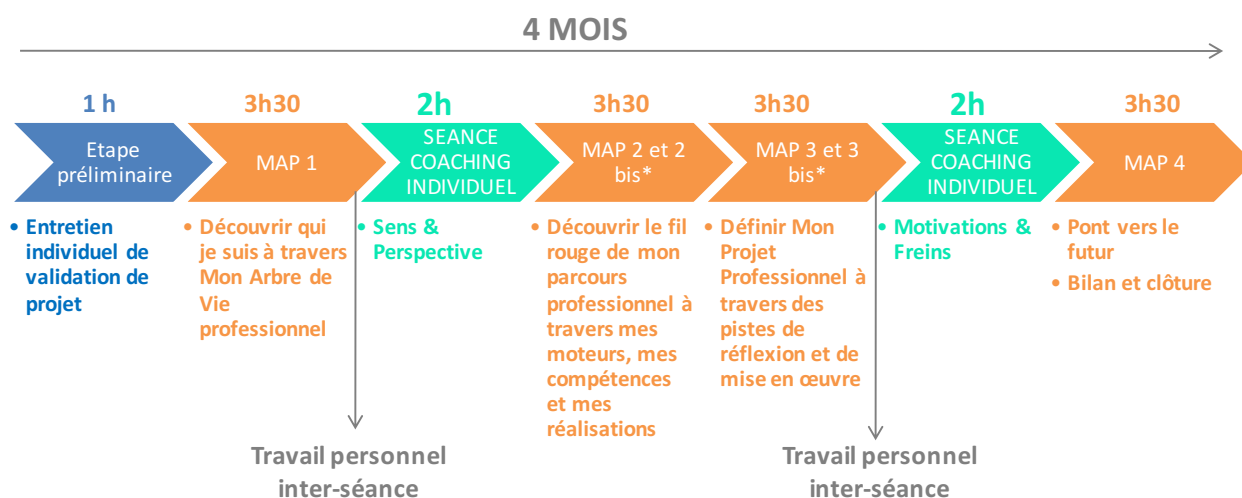 4 MOIS
1 h
3h30
2h
3h30
3h30
2h
3h30
Etape
préliminaire
MAP 1
SEANCE
COACHING
INDIVIDUEL
MAP 2 et 2
bis*
MAP 3 et 3
bis*
SEANCE
COACHING
INDIVIDUEL
MAP 4
• Entretien
individuel de
validation de
projet
• Découvrir qui
je suis à travers
Mon Arbre de
Vie
professionnel
• Sens &
Perspective
• Découvrir le fil
rouge de mon
parcours
professionnel à
travers mes
moteurs, mes
compétences
et mes
réalisations
• Définir Mon
Projet
Professionnel à
travers des
pistes de
réflexion et de
mise en œuvre
• Motivations &
Freins
• Pont vers le
futur
• Bilan et clôture
Travail personnel
inter-séance
Travail personnel
inter-séance